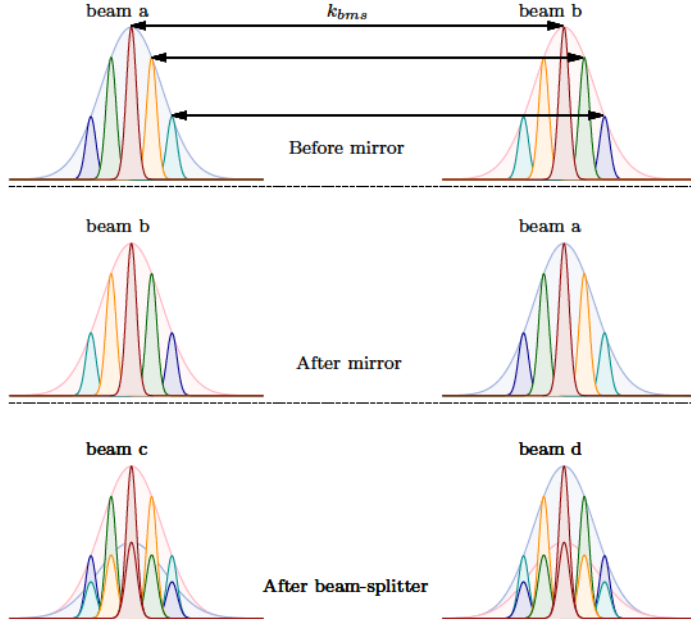 beam a
k_{bms}
beam b
Before mirror
beam b
beam a
After mirror
beam c
beam d
After beam-splitter